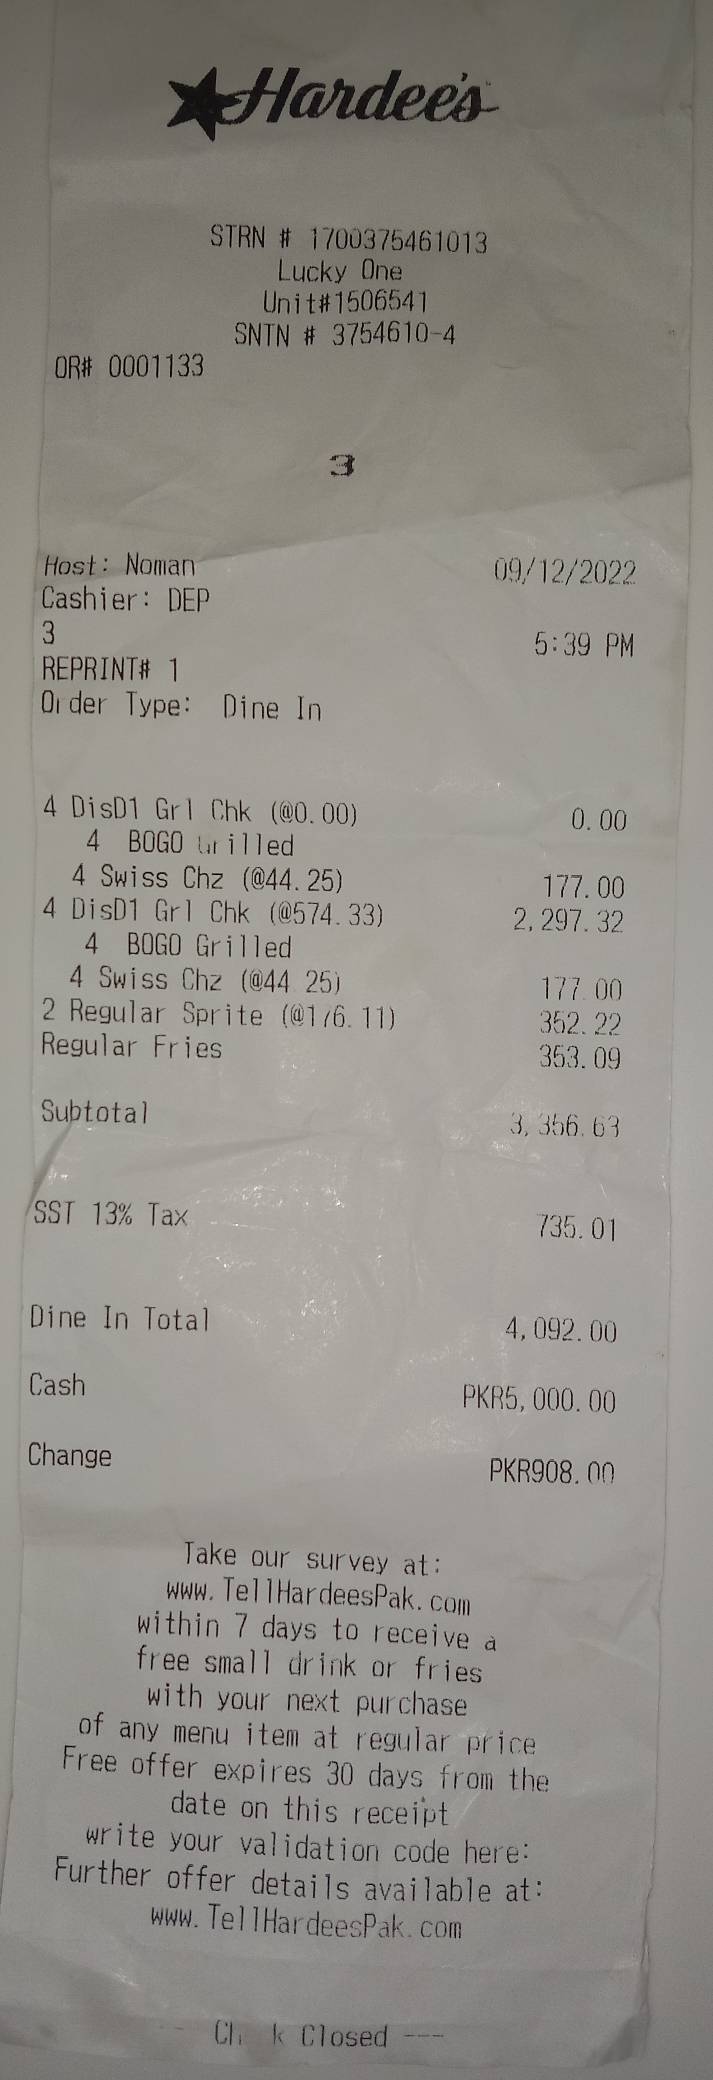 Hardee's
STRN # 1700375461013
Lucky One
Unit#1506541
SNTN # 3754610-4
OR# 0001133
3
Host: Noman 09/12/2022
Cashier: DEP
3 5:39 PM
REPRINT# 1
Order Type: Dine In
4 DisD1 Grl Chk (@0.00) 0.00
4 BOGO Grilled
4 Swiss Chz (@44.25) 177.00
4 DisD1 Grl Chk (@574.33) 2,297.32
4 BOGO Grilled
4 Swiss Chz (@44.25) 177.00
2 Regular Sprite (@176.11) 352.22
Regular Fries 353.09
Subtotal 3,356.63
SST 13% Tax 735.01
Dine In Total 4,092.00
Cash PKR5,000.00
Change PKR908.00
Take our survey at:
www.TellHardeesPak.com
within 7 days to receive a
free small drink or fries
with your next purchase
of any menu item at regular price
Free offer expires 30 days from the
date on this receipt
write your validation code here:
Further offer details available at:
www.TellHardeesPak.com
-- Check Closed ---